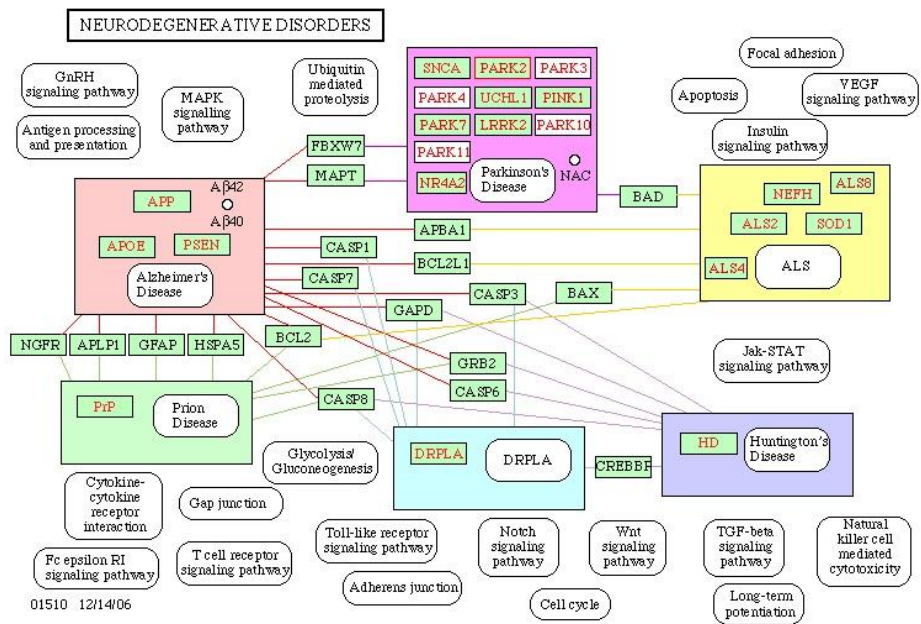 NEURODEGENERATIVE DISORDERS
GnRH
signaling pathway
MAPK
signalling
pathway
Ubiquitin
mediated
proteolysis
Antigen processing
and presentation
SNCA
PARK2
PARK3
PARK4
UCHL1
PINK1
PARK7
LRRK2
PARK10
PARK11
NR4A2
Parkinson's
Disease
NAC
Focal adhesion
Apoptosis
VEGF
signaling pathway
Insulin
signaling pathway
FBXW7
MAPT
BAD
APP
Aβ42
Aβ40
APOE
PSEN
Alzheimer's
Disease
NEFH
ALS8
ALS2
SOD1
ALS4
ALS
APBA1
CASP1
BCL2L1
CASP7
CASP3
BAX
GAPD
NGFR
APLP1
GFAP
HSPA5
BCL2
GRB2
CASP6
CASP8
Jak-STAT
signaling pathway
PrP
Prion
Disease
DRPLA
DRPLA
CREBBP
HD
Huntington's
Disease
Glycolysis/
Gluconeogenesis
Cytokine-
cytokine
receptor
interaction
Gap junction
Fc epsilon RI
signaling pathway
T cell receptor
signaling pathway
Toll-like receptor
signaling pathway
Adherens junction
Notch
signaling
pathway
Wnt
signaling
pathway
Cell cycle
TGF-beta
signaling
pathway
Long-term
potentiation
Natural
killer cell
mediated
cytotoxicity
01510 12/14/06